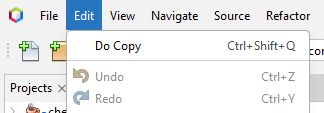 File Edit View Navigate Source Refactor
Do Copy Ctrl+Shift+Q
Undo Ctrl+Z
Redo Ctrl+Y
Projects